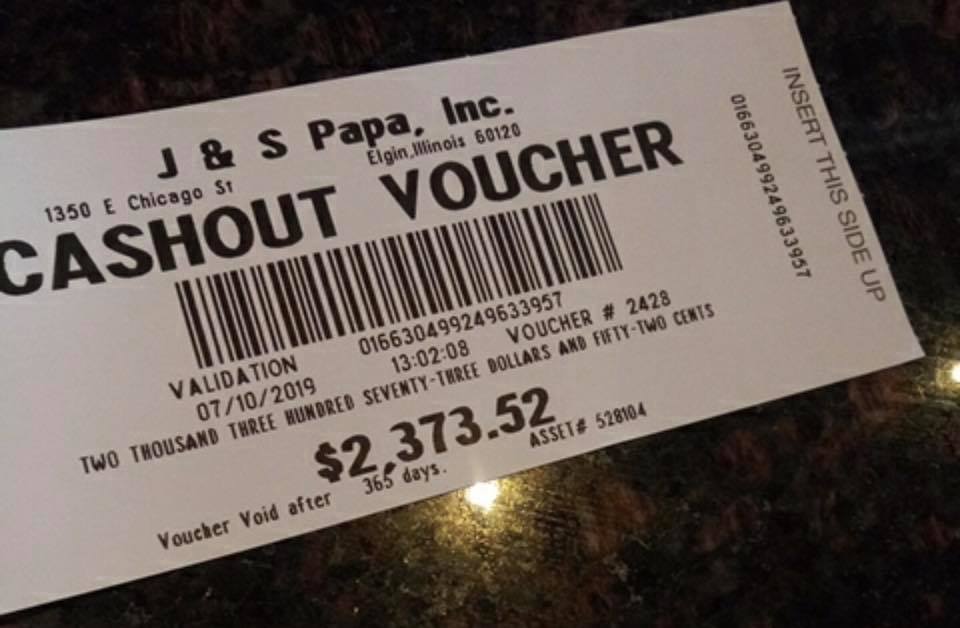 J & S Papa, Inc.
1350 E Chicago St Elgin,Illinois 60120
CASHOUT VOUCHER
VALIDATION 016630499249633957
07/10/2019 13:02:08 VOUCHER # 2428
TWO THOUSAND THREE HUNDRED SEVENTY-THREE DOLLARS AND FIFTY-TWO CENTS
$2,373.52
Voucher Void after 365 days. ASSET# 528104
INSERT THIS SIDE UP
016630499249633957